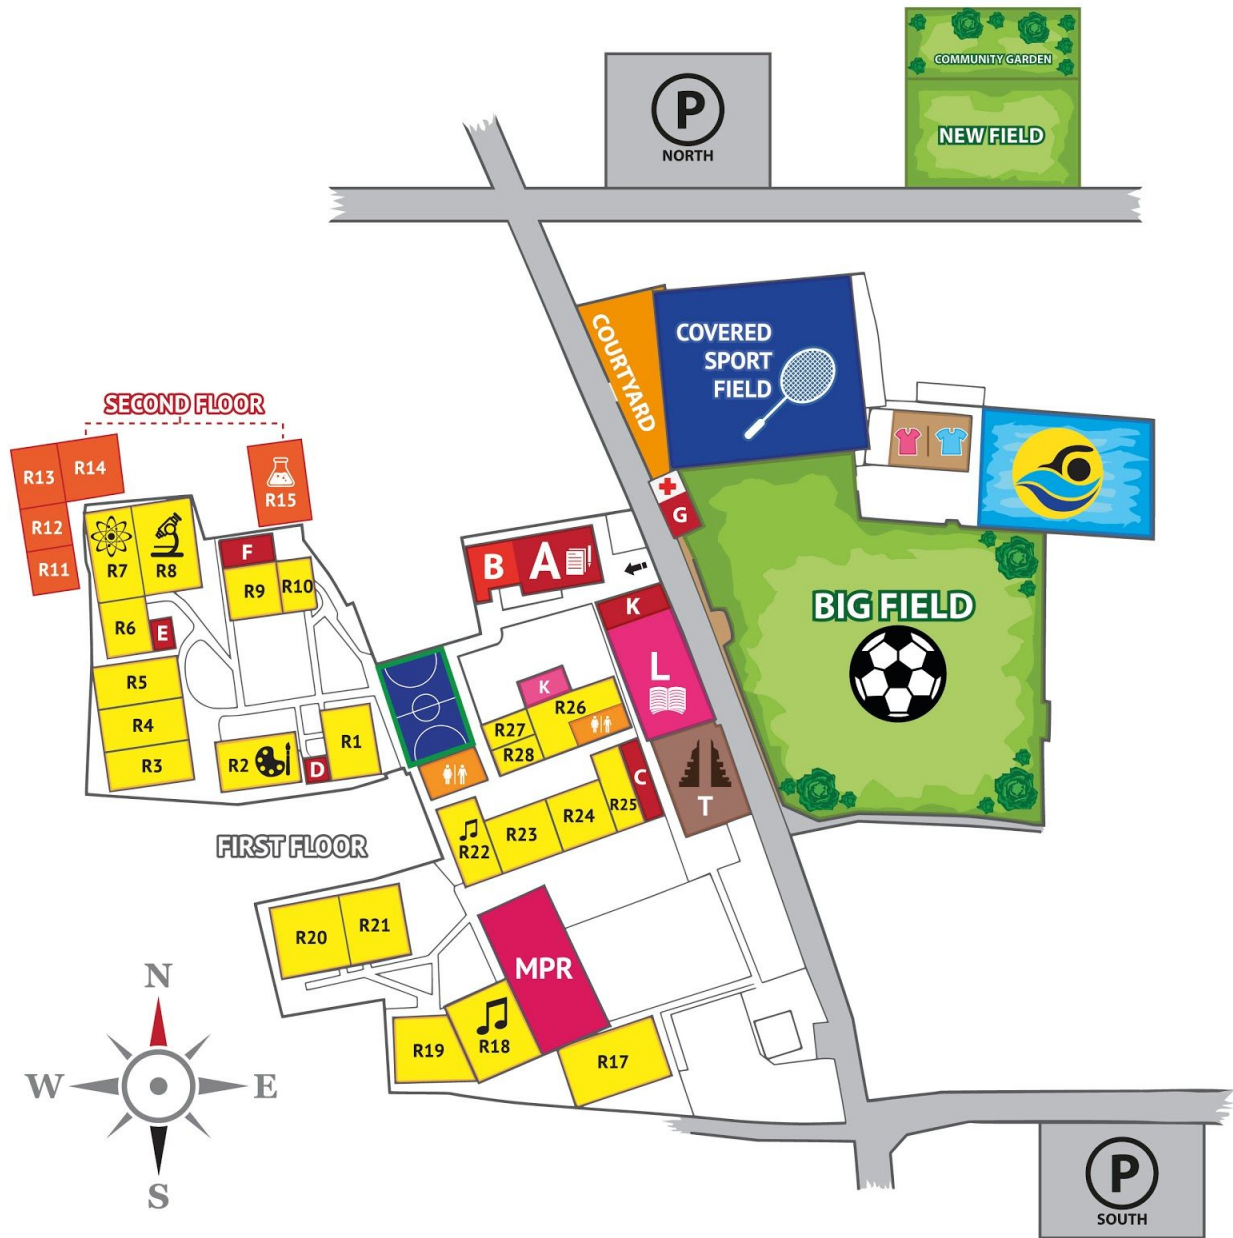 COMMUNITY GARDEN
NEW FIELD
P
NORTH
COURTYARD
COVERED
SPORT
FIELD
SECOND FLOOR
R13
R14
R15
R12
R11
R7
R8
F
R9
R10
R6
E
R5
R4
R3
R2
D
R1
G
B
A
K
L
K
R26
R27
R28
BIG FIELD
T
C
R25
R24
R23
R22
FIRST FLOOR
R20
R21
MPR
R19
R18
R17
N
W
E
S
P
SOUTH